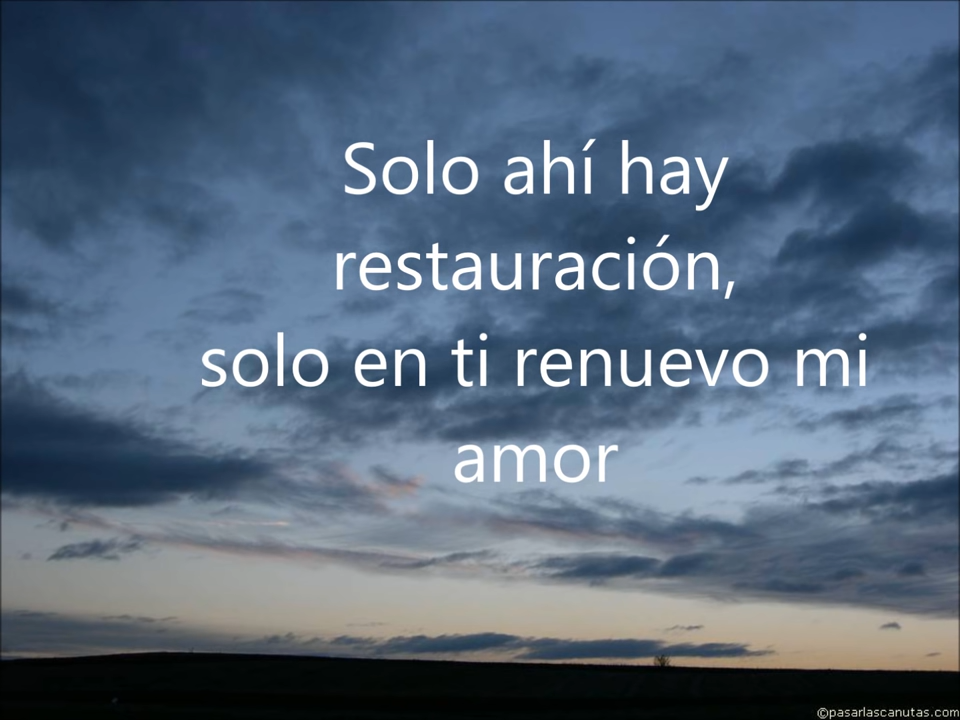 Solo ahí hay
restauración,
solo en ti renuevo mi
amor
©pasarlascanutas.com